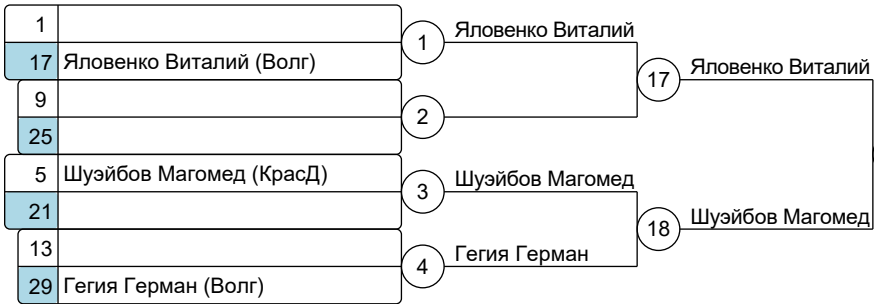 1
17 Яловенко Виталий (Волг)
9
25
5 Шуэйбов Магомед (КрасД)
21
13
29 Гегия Герман (Волг)
1
2
3
4
Яловенко Виталий
Шуэйбов Магомед
Гегия Герман
17
18
Яловенко Виталий
Шуэйбов Магомед